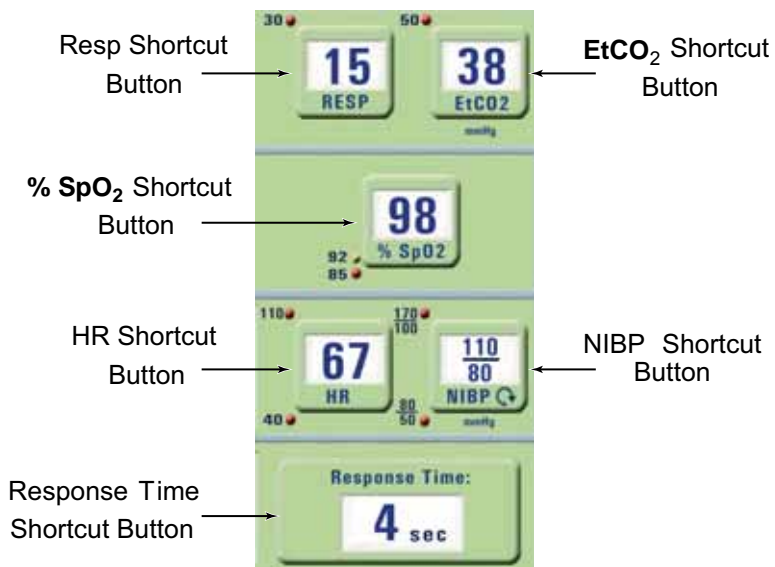 30
50
Resp Shortcut
Button
15
RESP
38
EtCO2
mmHg
EtCO₂ Shortcut
Button
% SpO₂ Shortcut
Button
98
% SpO2
92
85
HR Shortcut
Button
110
67
HR
40
170
100
110
80
NIBP
80
50
mmHg
NIBP Shortcut
Button
Response Time
Shortcut Button
Response Time:
4 sec